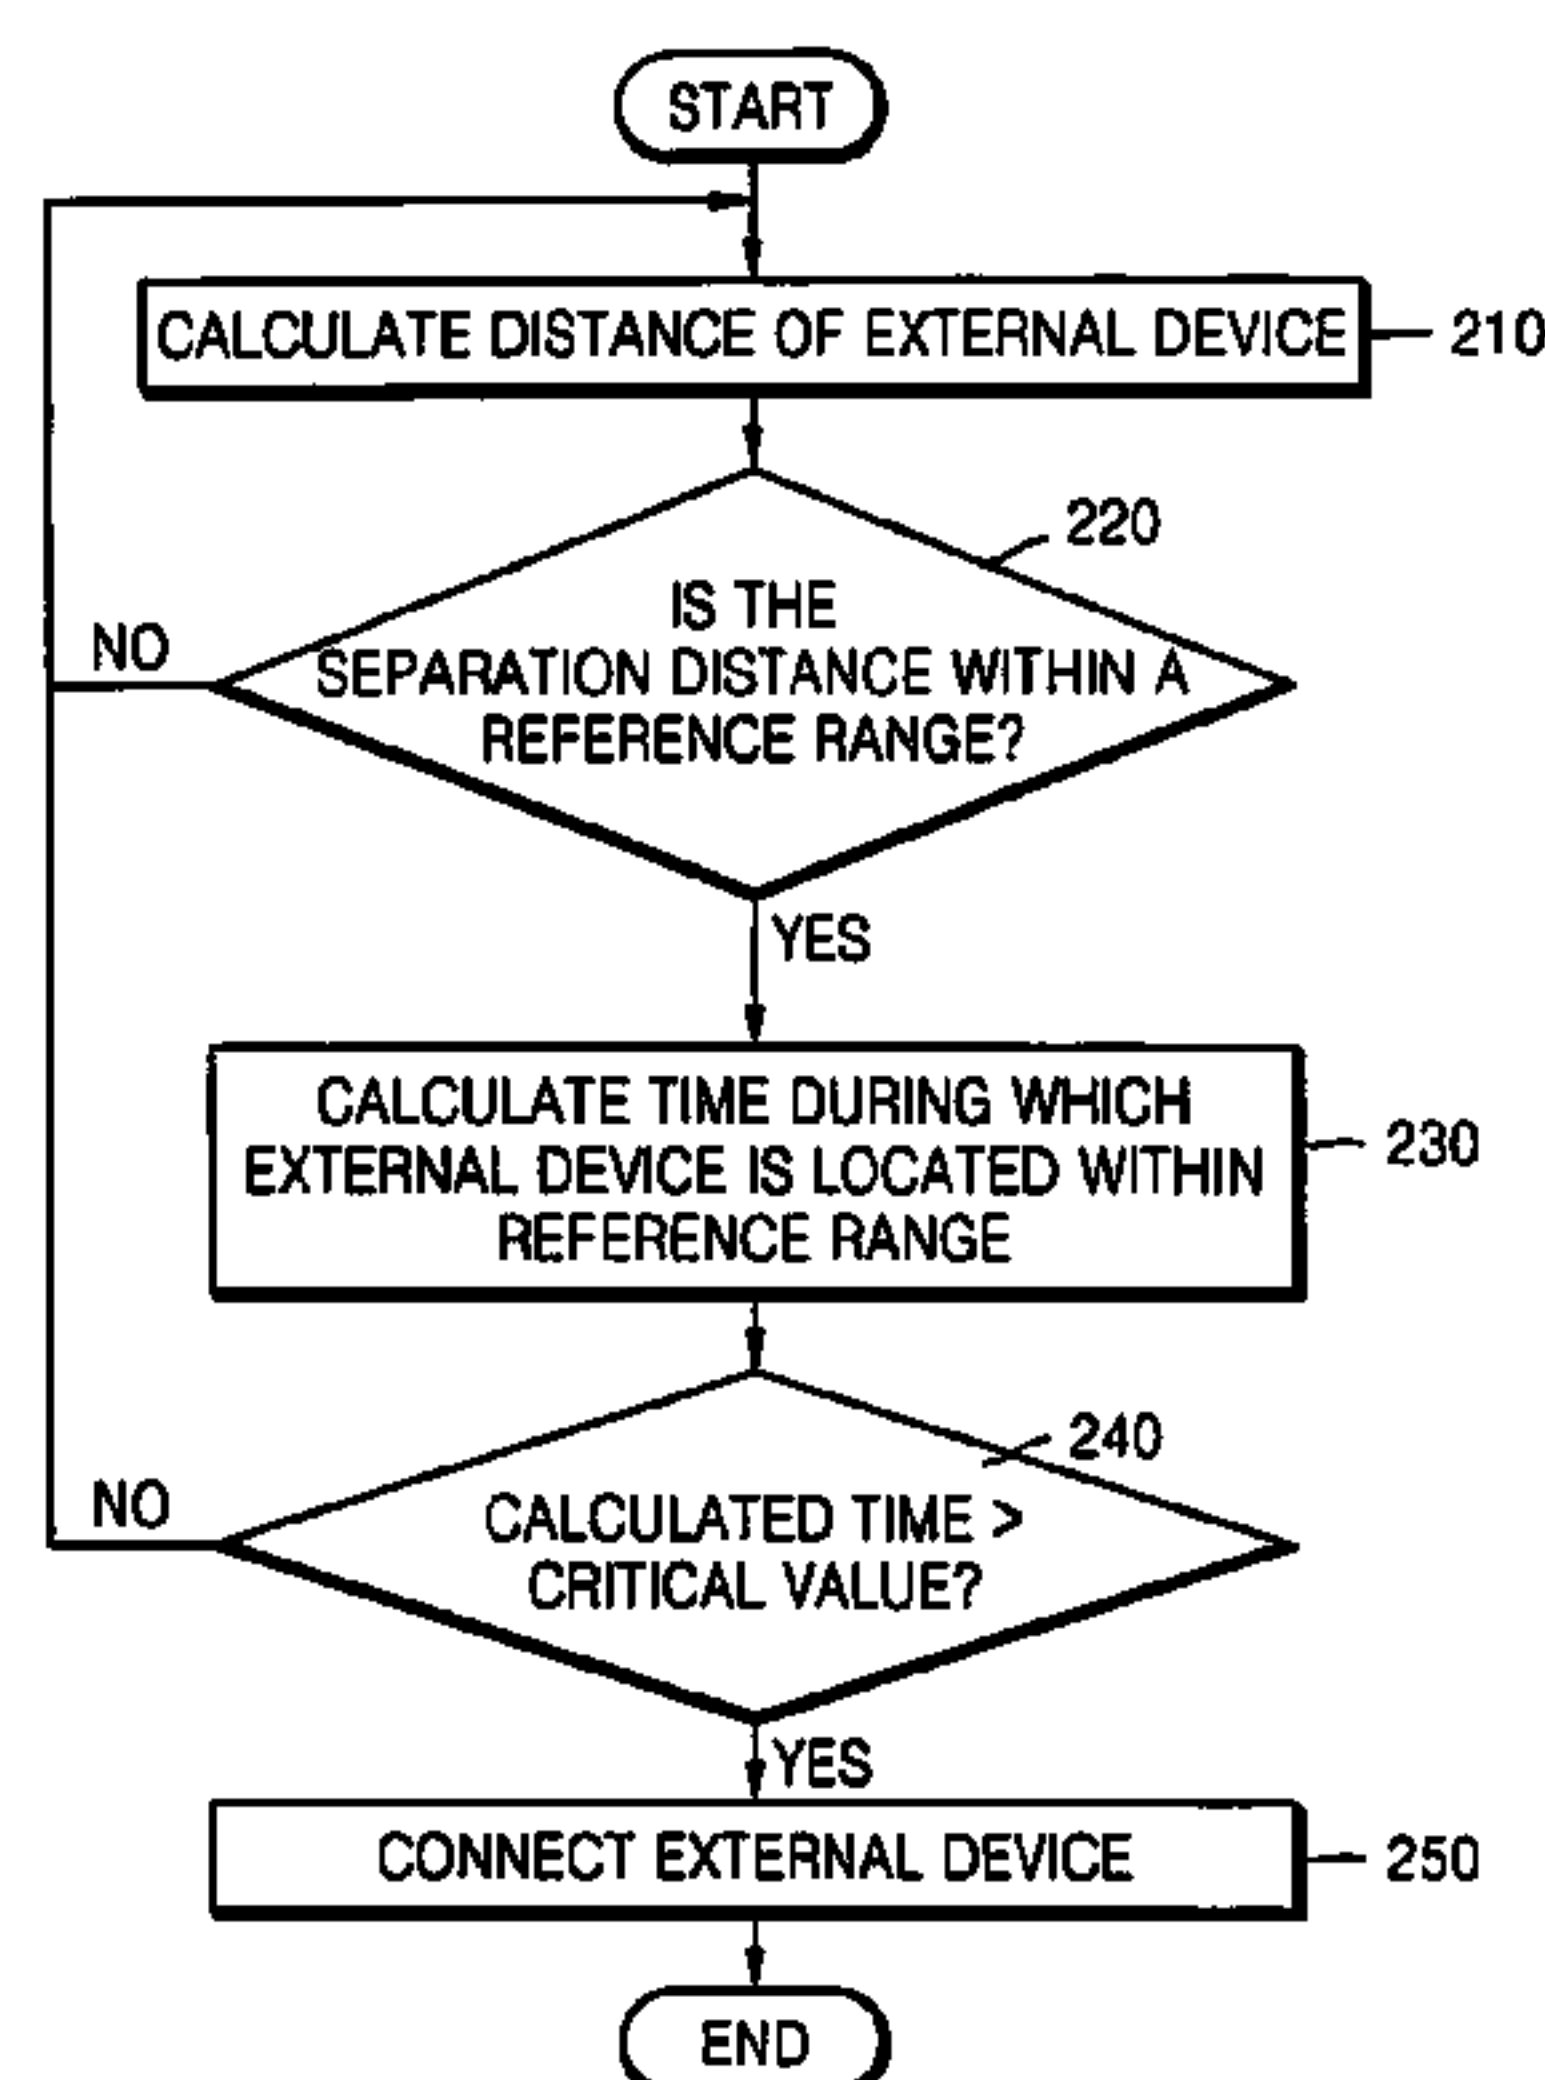 START
CALCULATE DISTANCE OF EXTERNAL DEVICE
210
220
IS THE
SEPARATION DISTANCE WITHIN A
REFERENCE RANGE?
NO
YES
CALCULATE TIME DURING WHICH
EXTERNAL DEVICE IS LOCATED WITHIN
REFERENCE RANGE
230
240
CALCULATED TIME >
CRITICAL VALUE?
NO
YES
CONNECT EXTERNAL DEVICE
250
END